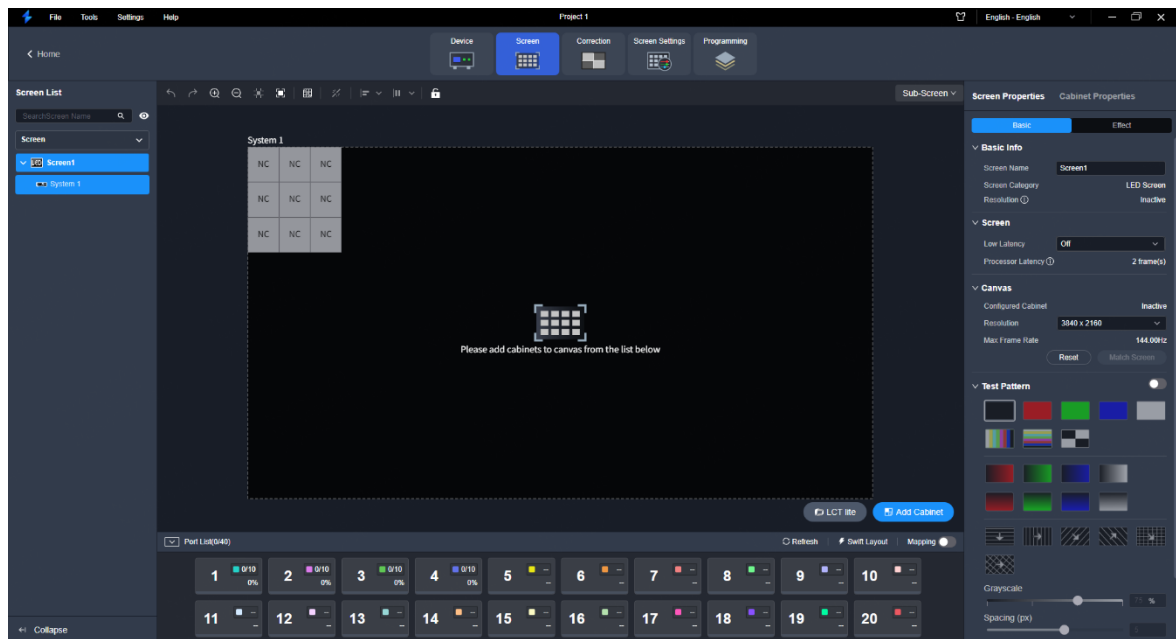 File Tools Settings Help Project 1 English - English
Home
Device Screen Correction Screen Settings Programming
Screen List
SearchScreen Name
Screen
LED Screen1
System 1
Collapse
Sub-Screen
System 1
NC NC NC
NC NC NC
NC NC NC
Please add cabinets to canvas from the list below
LCT lite Add Cabinet
Port List(0/40) Refresh Swift Layout Mapping
1 0/10 0% 2 0/10 0% 3 0/10 0% 4 0/10 0% 5 -- -- 6 -- -- 7 -- -- 8 -- -- 9 -- -- 10 -- --
11 -- -- 12 -- -- 13 -- -- 14 -- -- 15 -- -- 16 -- -- 17 -- -- 18 -- -- 19 -- -- 20 -- --
Screen Properties Cabinet Properties
Basic Effect
Basic Info
Screen Name Screen1
Screen Category LED Screen
Resolution Inactive
Screen
Low Latency Off
Processor Latency 2 frame(s)
Canvas
Configured Cabinet Inactive
Resolution 3840 x 2160
Max Frame Rate 144.00Hz
Reset Match Screen
Test Pattern
Grayscale 75 %
Spacing (px)